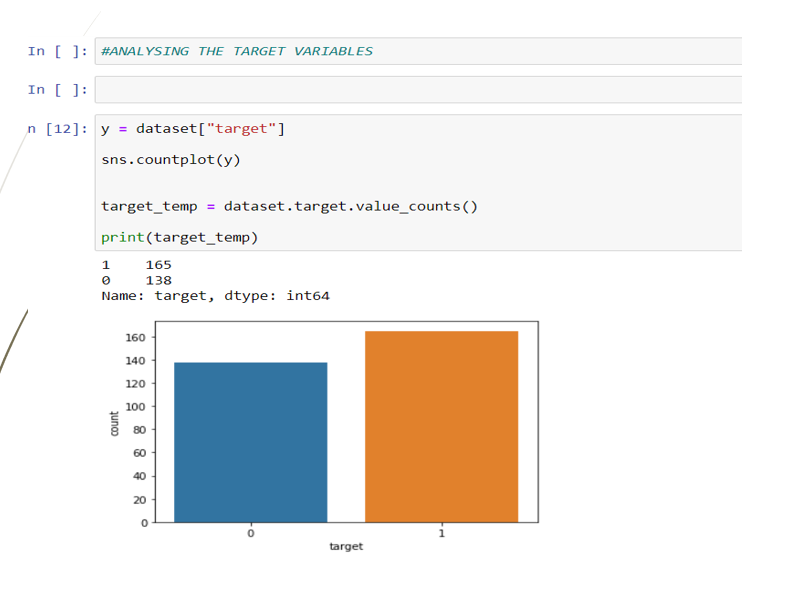 In [ ]: #ANALYSING THE TARGET VARIABLES
In [ ]:
n [12]: y = dataset["target"]
sns.countplot(y)
target_temp = dataset.target.value_counts()
print(target_temp)
1    165
0    138
Name: target, dtype: int64
160
140
120
100
80
60
40
20
0
count
0 1
target